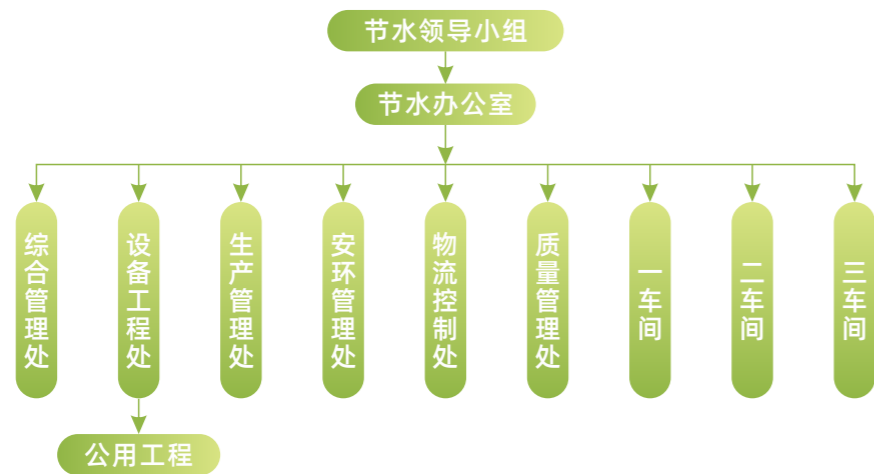 节水领导小组
节水办公室
综合管理处
设备工程处
生产管理处
安环管理处
物流控制处
质量管理处
一车间
二车间
三车间
公用工程